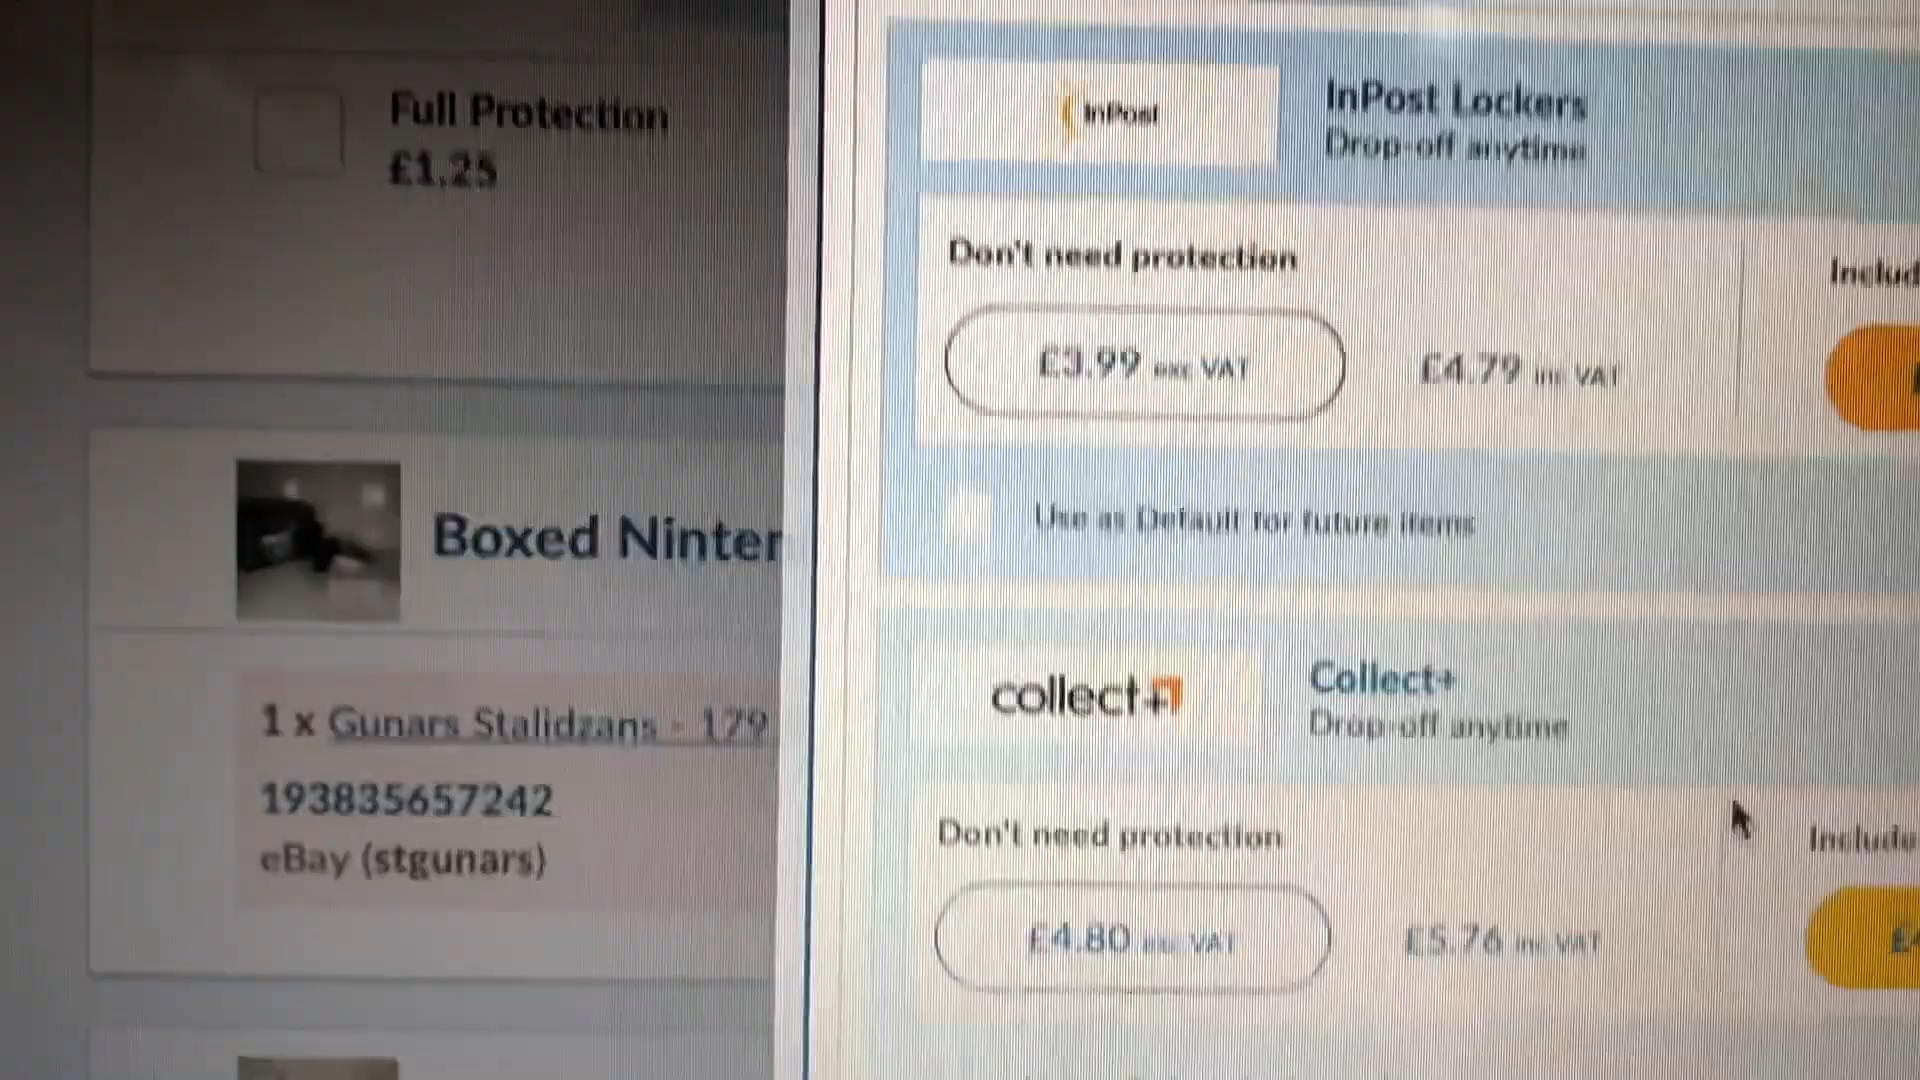 Full Protection
£1.25
Boxed Ninten
1 x Gunars Stalidzans - 179
193835657242
eBay (stgunars)
InPost
InPost Lockers
Drop-off anytime
Don't need protection
Includ
£3.99 exc VAT
£4.79 inc VAT
Use as Default for future items
collect+
Collect+
Drop-off anytime
Don't need protection
Include
£4.80 exc VAT
£5.76 inc VAT
£4